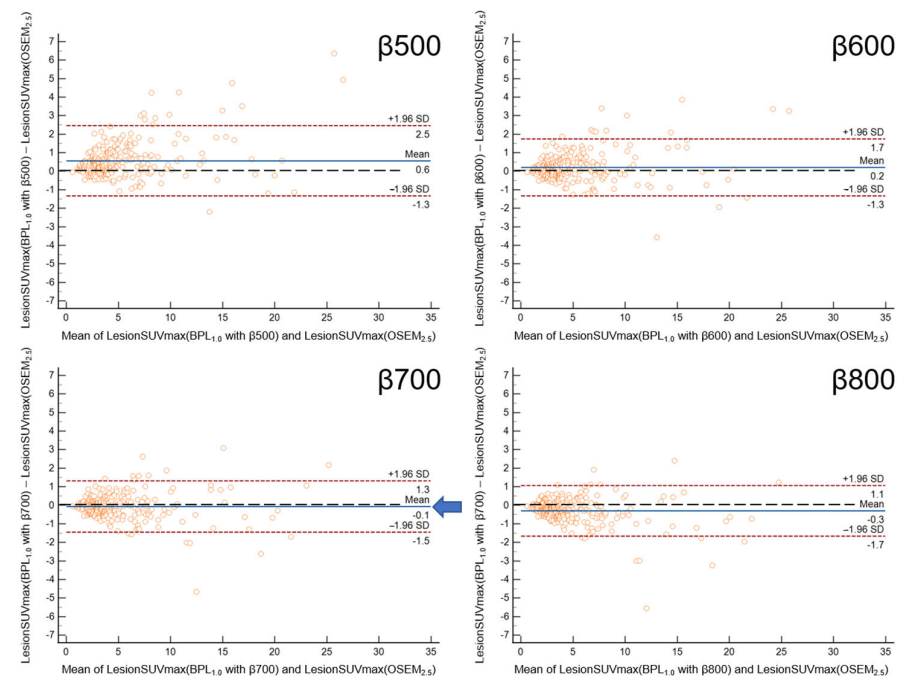 LesionSUVmax(BPL1.0 with β500) − LesionSUVmax(OSEM2.5)
β500
7
6
5
4
3
2
1
0
-1
-2
-3
-4
-5
-6
-7
+1.96 SD
2.5
Mean
0.6
−1.96 SD
-1.3
0 5 10 15 20 25 30 35
Mean of LesionSUVmax(BPL1.0 with β500) and LesionSUVmax(OSEM2.5)
LesionSUVmax(BPL1.0 with β600) − LesionSUVmax(OSEM2.5)
β600
7
6
5
4
3
2
1
0
-1
-2
-3
-4
-5
-6
-7
+1.96 SD
1.7
Mean
0.2
−1.96 SD
-1.3
0 5 10 15 20 25 30 35
Mean of LesionSUVmax(BPL1.0 with β600) and LesionSUVmax(OSEM2.5)
LesionSUVmax(BPL1.0 with β700) − LesionSUVmax(OSEM2.5)
β700
7
6
5
4
3
2
1
0
-1
-2
-3
-4
-5
-6
-7
+1.96 SD
1.3
Mean
-0.1
−1.96 SD
-1.5
0 5 10 15 20 25 30 35
Mean of LesionSUVmax(BPL1.0 with β700) and LesionSUVmax(OSEM2.5)
LesionSUVmax(BPL1.0 with β700) − LesionSUVmax(OSEM2.5)
β800
7
6
5
4
3
2
1
0
-1
-2
-3
-4
-5
-6
-7
+1.96 SD
1.1
Mean
-0.3
−1.96 SD
-1.7
0 5 10 15 20 25 30 35
Mean of LesionSUVmax(BPL1.0 with β800) and LesionSUVmax(OSEM2.5)